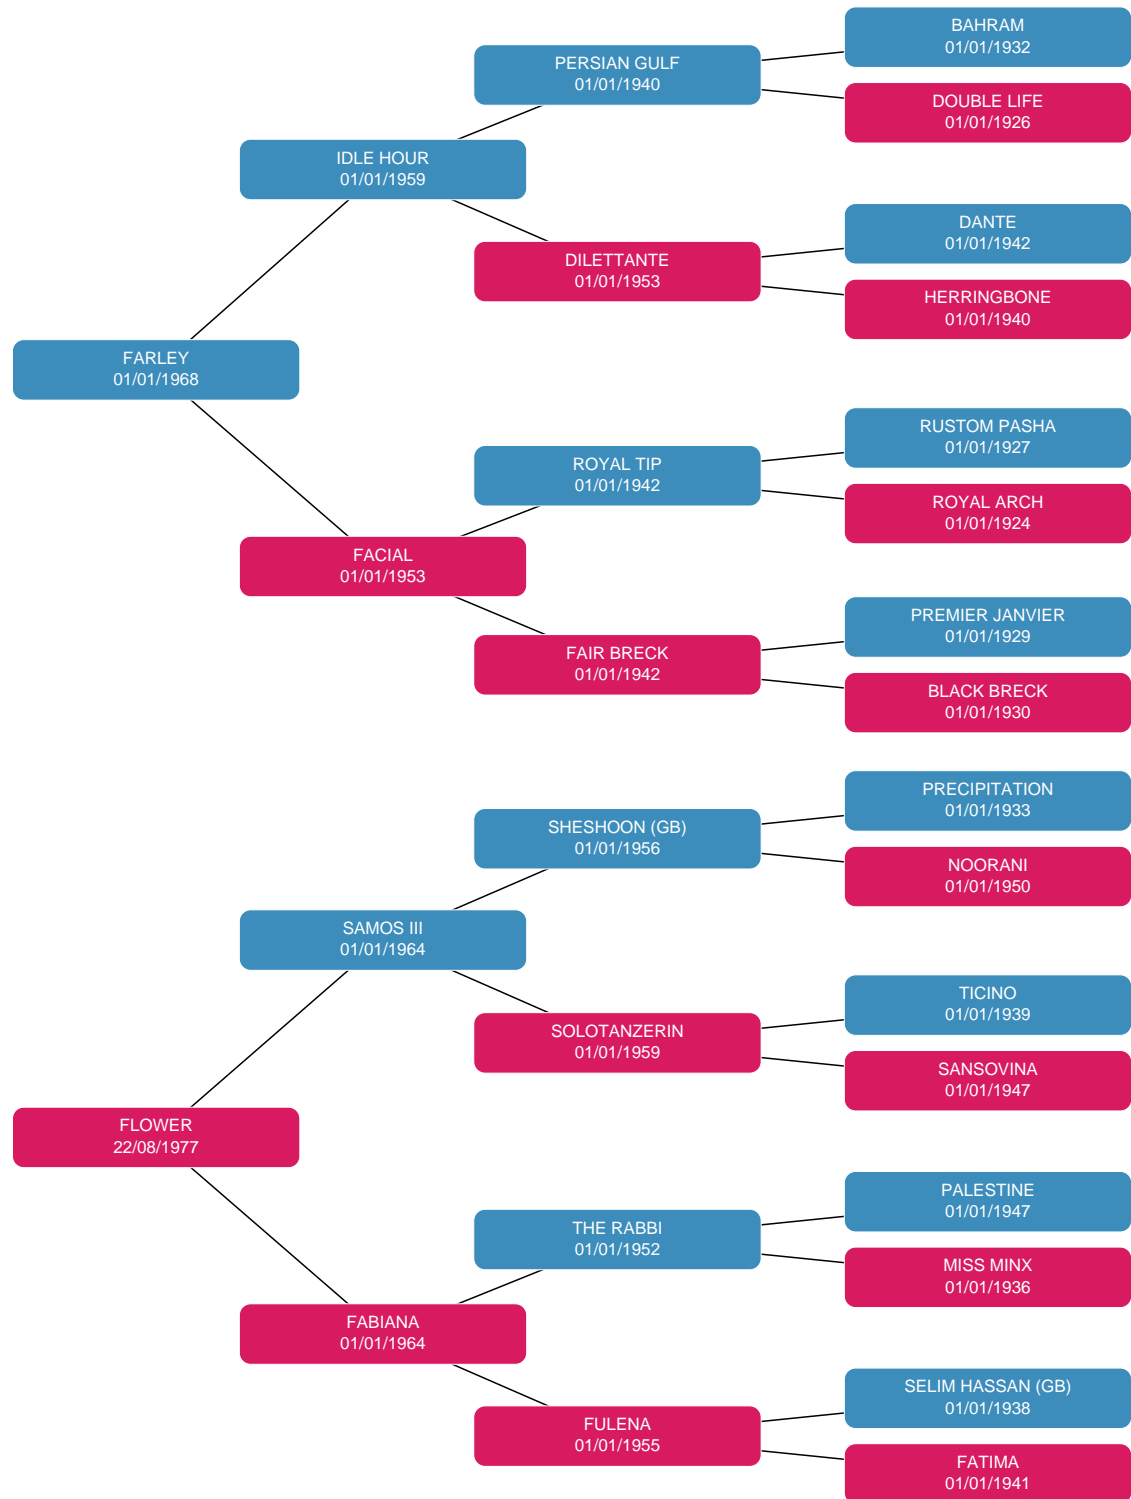 BAHRAM
01/01/1932
PERSIAN GULF
01/01/1940
DOUBLE LIFE
01/01/1926
IDLE HOUR
01/01/1959
DANTE
01/01/1942
DILETTANTE
01/01/1953
HERRINGBONE
01/01/1940
FARLEY
01/01/1968
RUSTOM PASHA
01/01/1927
ROYAL TIP
01/01/1942
ROYAL ARCH
01/01/1924
FACIAL
01/01/1953
PREMIER JANVIER
01/01/1929
FAIR BRECK
01/01/1942
BLACK BRECK
01/01/1930
PRECIPITATION
01/01/1933
SHESHOON (GB)
01/01/1956
NOORANI
01/01/1950
SAMOS III
01/01/1964
TICINO
01/01/1939
SOLOTANZERIN
01/01/1959
SANSOVINA
01/01/1947
FLOWER
22/08/1977
PALESTINE
01/01/1947
THE RABBI
01/01/1952
MISS MINX
01/01/1936
FABIANA
01/01/1964
SELIM HASSAN (GB)
01/01/1938
FULENA
01/01/1955
FATIMA
01/01/1941